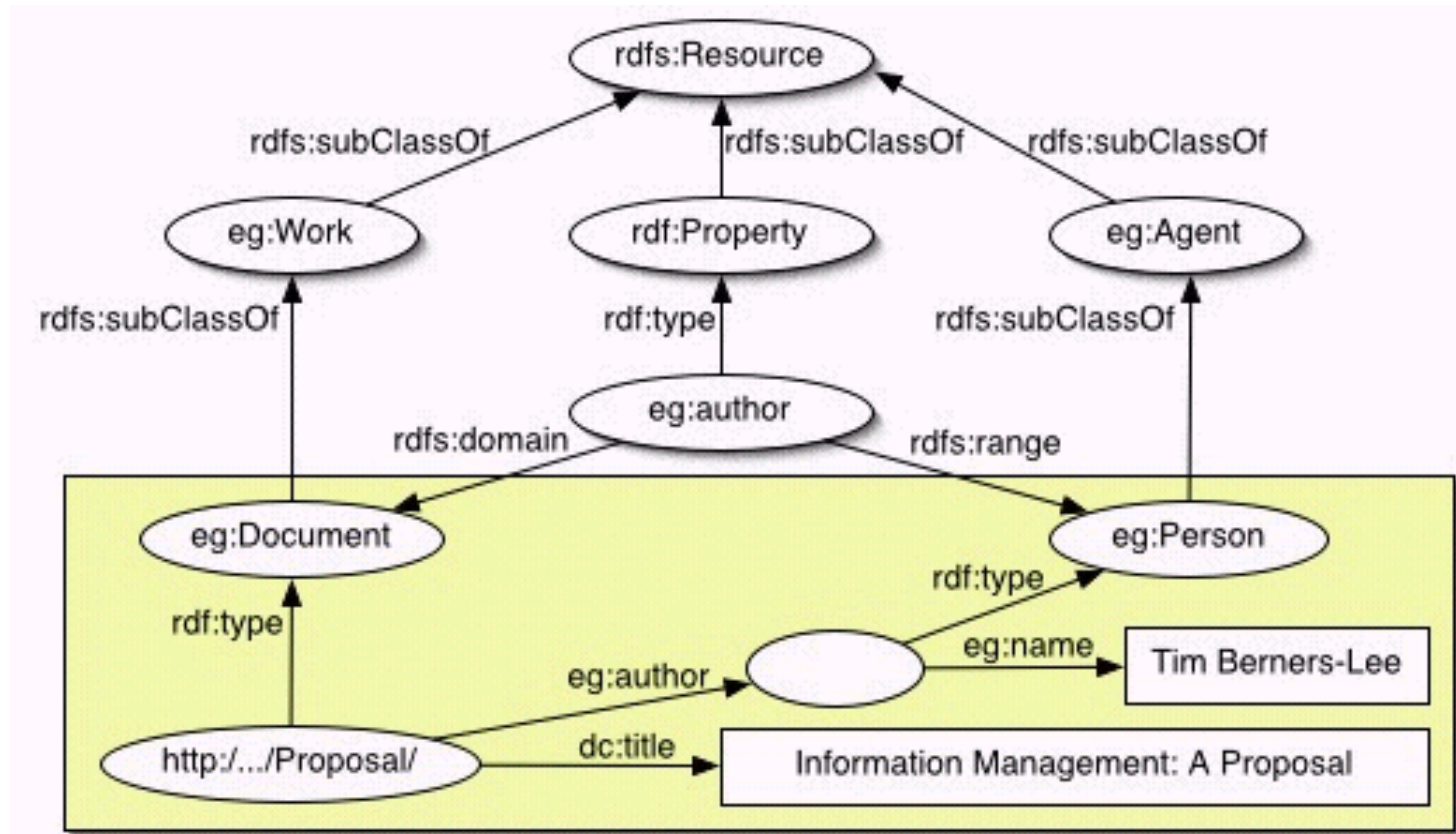 rdfs:Resource
rdfs:subClassOf
rdfs:subClassOf
rdfs:subClassOf
eg:Work
rdf:Property
eg:Agent
rdfs:subClassOf
rdf:type
rdfs:subClassOf
eg:author
rdfs:domain
rdfs:range
eg:Document
eg:Person
rdf:type
rdf:type
eg:name
Tim Berners-Lee
eg:author
http:/.../Proposal/
dc:title
Information Management: A Proposal